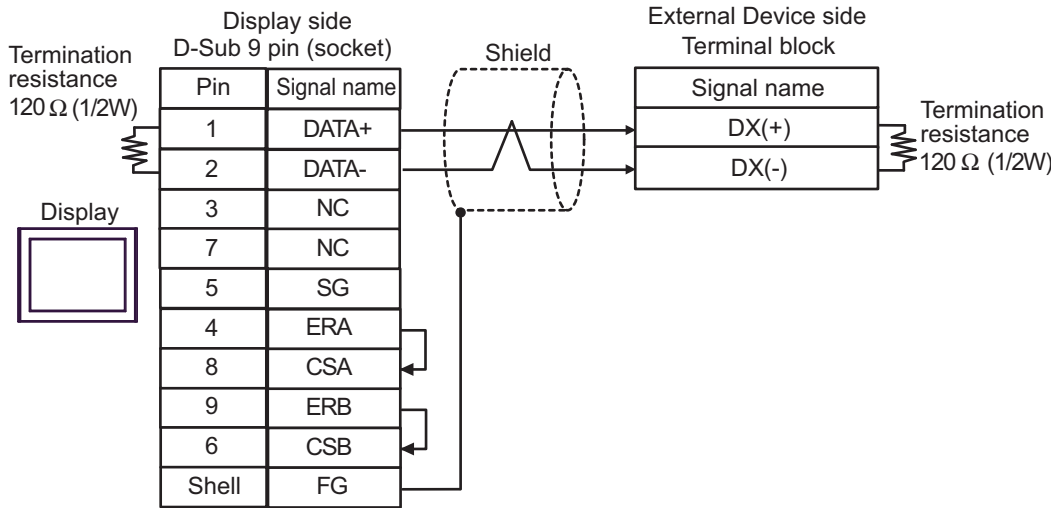 Display side
D-Sub 9 pin (socket)
Termination
resistance
120 Ω (1/2W)
Pin Signal name
1 DATA+
2 DATA-
3 NC
7 NC
5 SG
4 ERA
8 CSA
9 ERB
6 CSB
Shell FG
Display
Shield
External Device side
Terminal block
Signal name
DX(+)
DX(-)
Termination
resistance
120 Ω (1/2W)